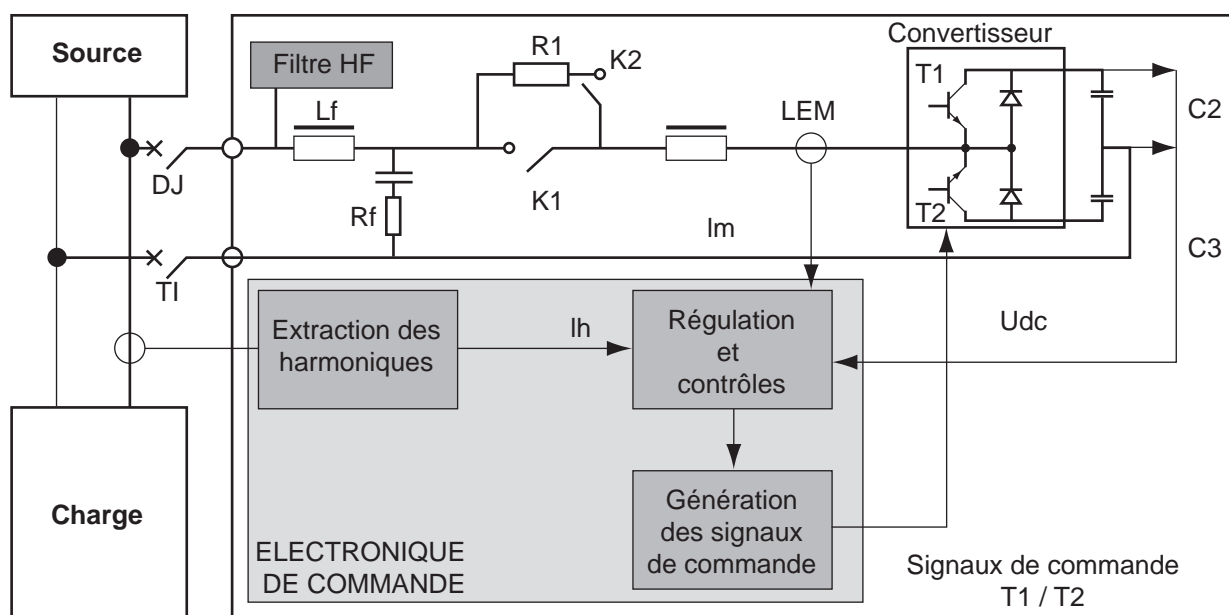 Source
Filtre HF
R1
K2
Convertisseur
T1
Lf
LEM
C2
DJ
K1
Rf
T2
Im
C3
TI
Extraction des
harmoniques
Ih
Régulation
et
contrôles
Udc
Charge
Génération
des signaux
de commande
ELECTRONIQUE
DE COMMANDE
Signaux de commande
T1 / T2